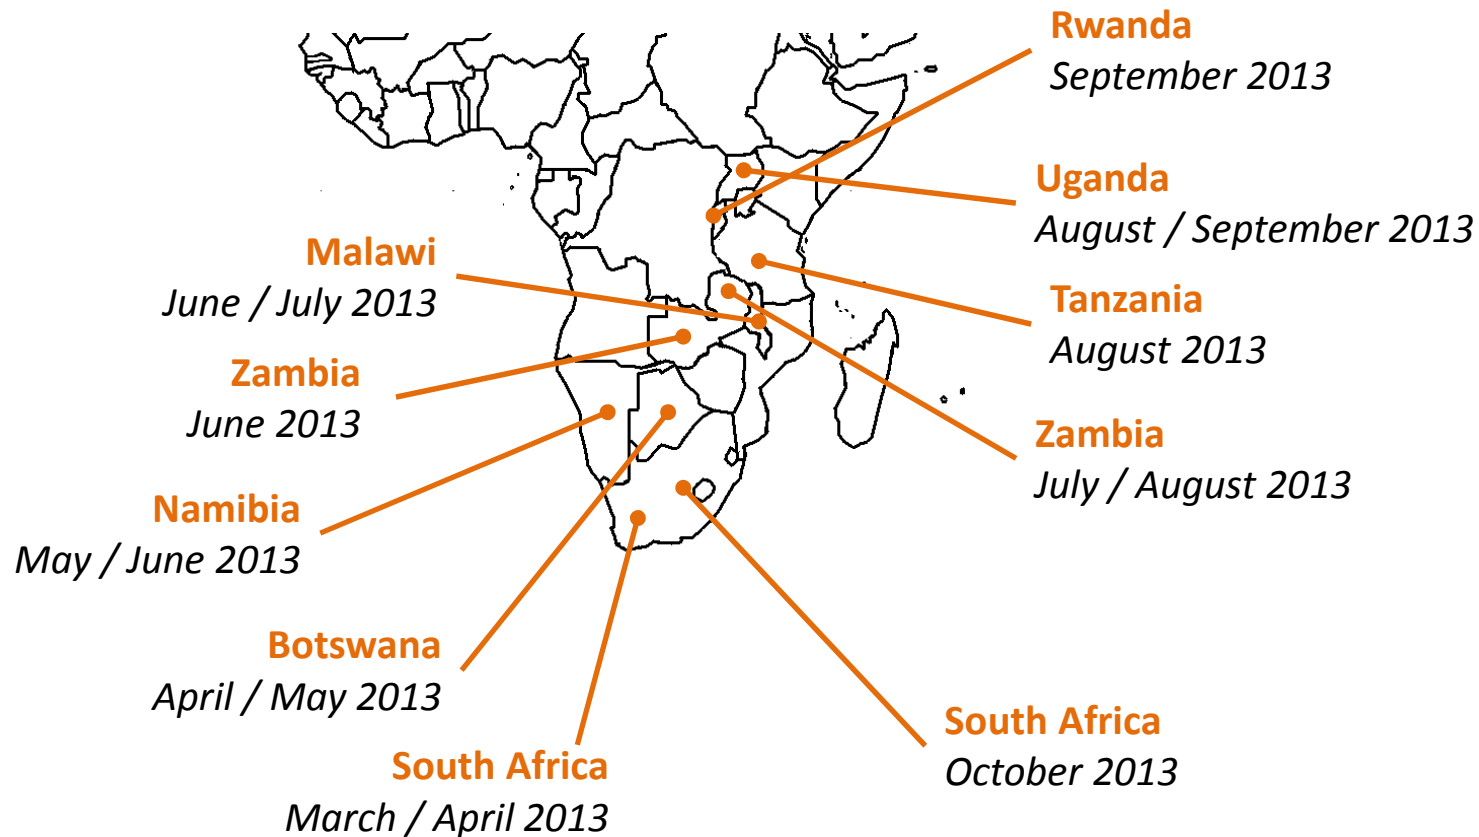 Rwanda
September 2013
Uganda
August / September 2013
Malawi
June / July 2013
Tanzania
August 2013
Zambia
June 2013
Zambia
July / August 2013
Namibia
May / June 2013
Botswana
April / May 2013
South Africa
October 2013
South Africa
March / April 2013